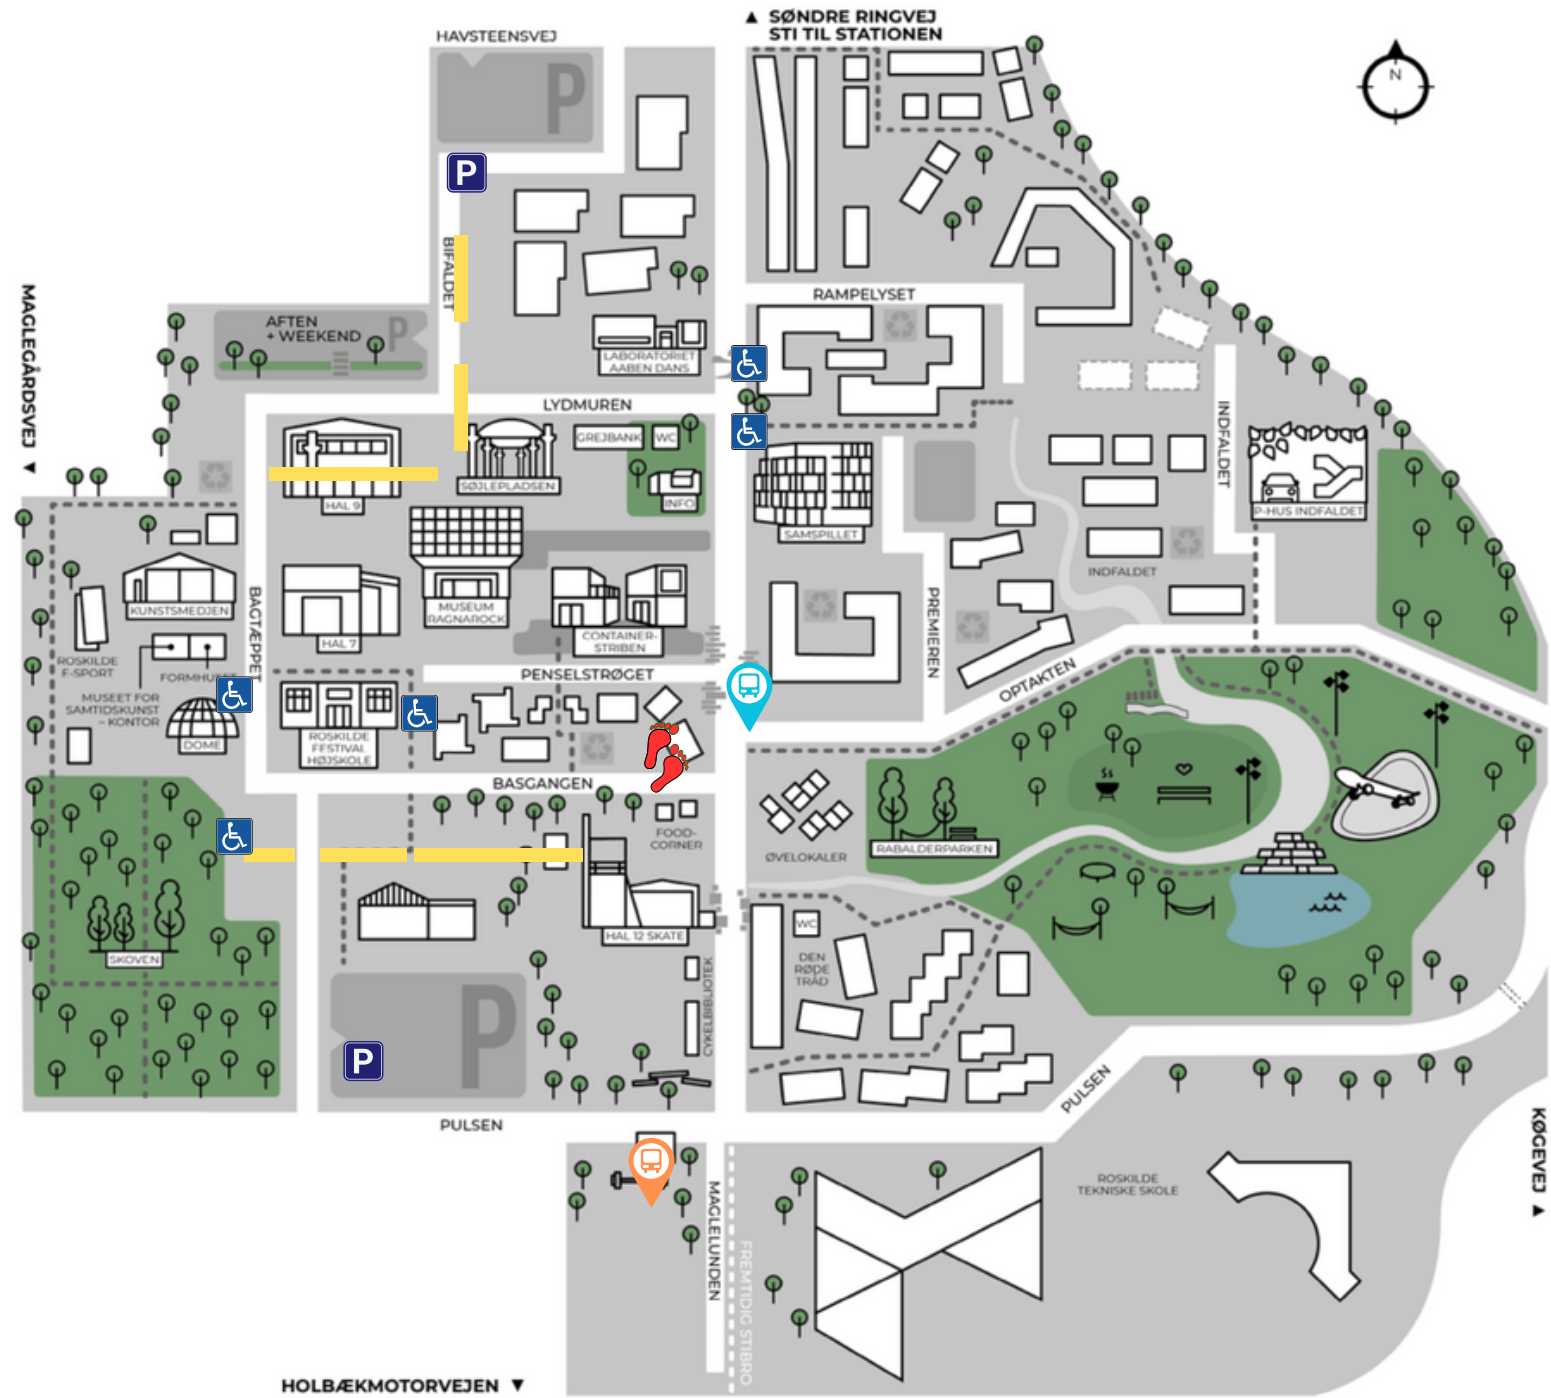 ▲ SØNDRE RINGVEJ
STI TIL STATIONEN
HAVSTEENSVEJ
N
P
P
BIFALDET
MAGLEGÅRDSVEJ ▼
AFTEN
+ WEEKEND
P
RAMPELYSET
LABORATORIET
AABEN DANS
LYDMUREN
GREJBANK
WC
INDFALDET
HAL 9
SØJLEPLADSEN
INFO
SAMSPILLET
P-HUS INDFALDET
INDFALDET
BAGTÆPPET
KUNSTSMEDJEN
MUSEUM
RAGNAROCK
HAL 7
CONTAINER-
STRIBEN
PREMIEREN
ROSKILDE
E-SPORT
FORMHUSET
PENSELSTRØGET
OPTAKTEN
MUSEET FOR
SAMTIDSKUNST
– KONTOR
DOME
ROSKILDE
FESTIVAL
HØJSKOLE
BASGANGEN
FOOD-
CORNER
ØVELOKALER
RABALDERPARKEN
HAL 12 SKATE
WC
SKOVEN
DEN
RØDE
TRÅD
CYKELBIBLIOTEK
P
P
PULSEN
PULSEN
KØGEVEJ ▲
MAGLELUNDEN
FREMTIDIG STIBRO
ROSKILDE
TEKNISKE SKOLE
HOLBÆKMOTORVEJEN ▼